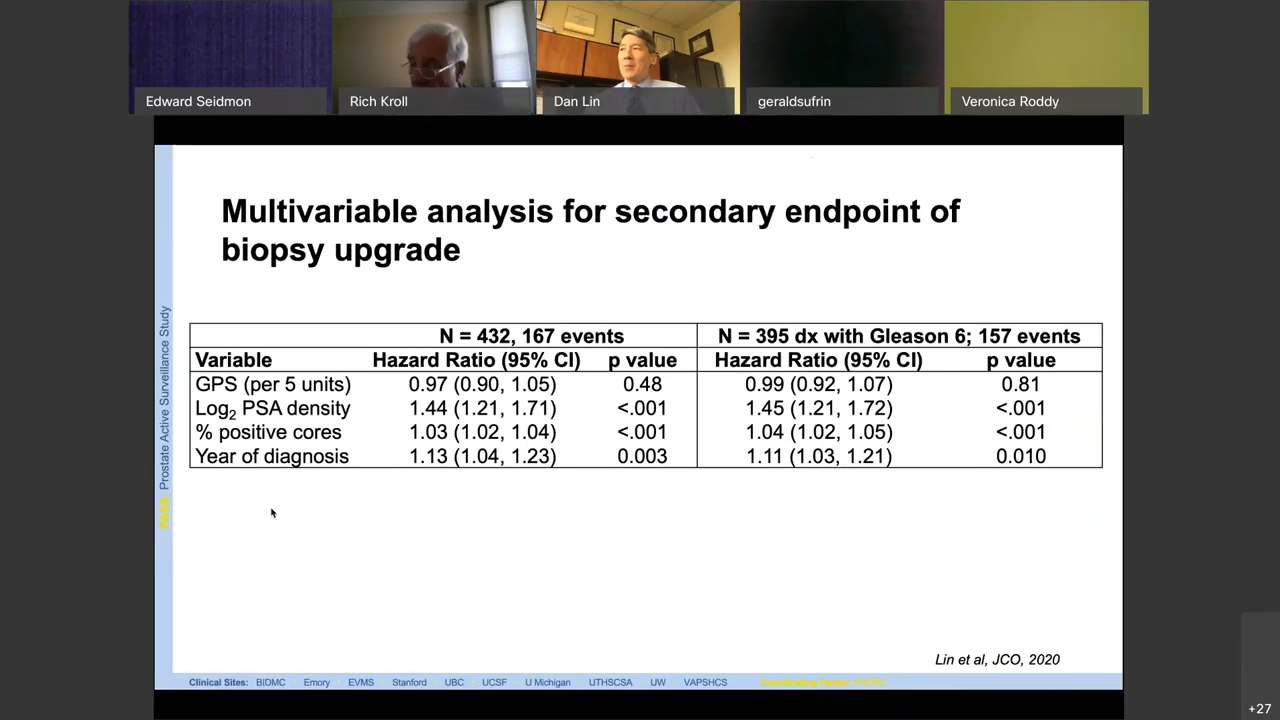 Edward Seidmon
Rich Kroll
Dan Lin
geraldsufrin
Veronica Roddy
Multivariable analysis for secondary endpoint of
biopsy upgrade
N = 432, 167 events N = 395 dx with Gleason 6; 157 events
Variable Hazard Ratio (95% CI) p value Hazard Ratio (95% CI) p value
GPS (per 5 units) 0.97 (0.90, 1.05) 0.48 0.99 (0.92, 1.07) 0.81
Log2 PSA density 1.44 (1.21, 1.71) <.001 1.45 (1.21, 1.72) <.001
% positive cores 1.03 (1.02, 1.04) <.001 1.04 (1.02, 1.05) <.001
Year of diagnosis 1.13 (1.04, 1.23) 0.003 1.11 (1.03, 1.21) 0.010
PASS Prostate Active Surveillance Study
Lin et al, JCO, 2020
Clinical Sites: BIDMC Emory EVMS Stanford UBC UCSF U Michigan UTHSCSA UW VAPSHCS Coordinating Center: FHCRC
+27